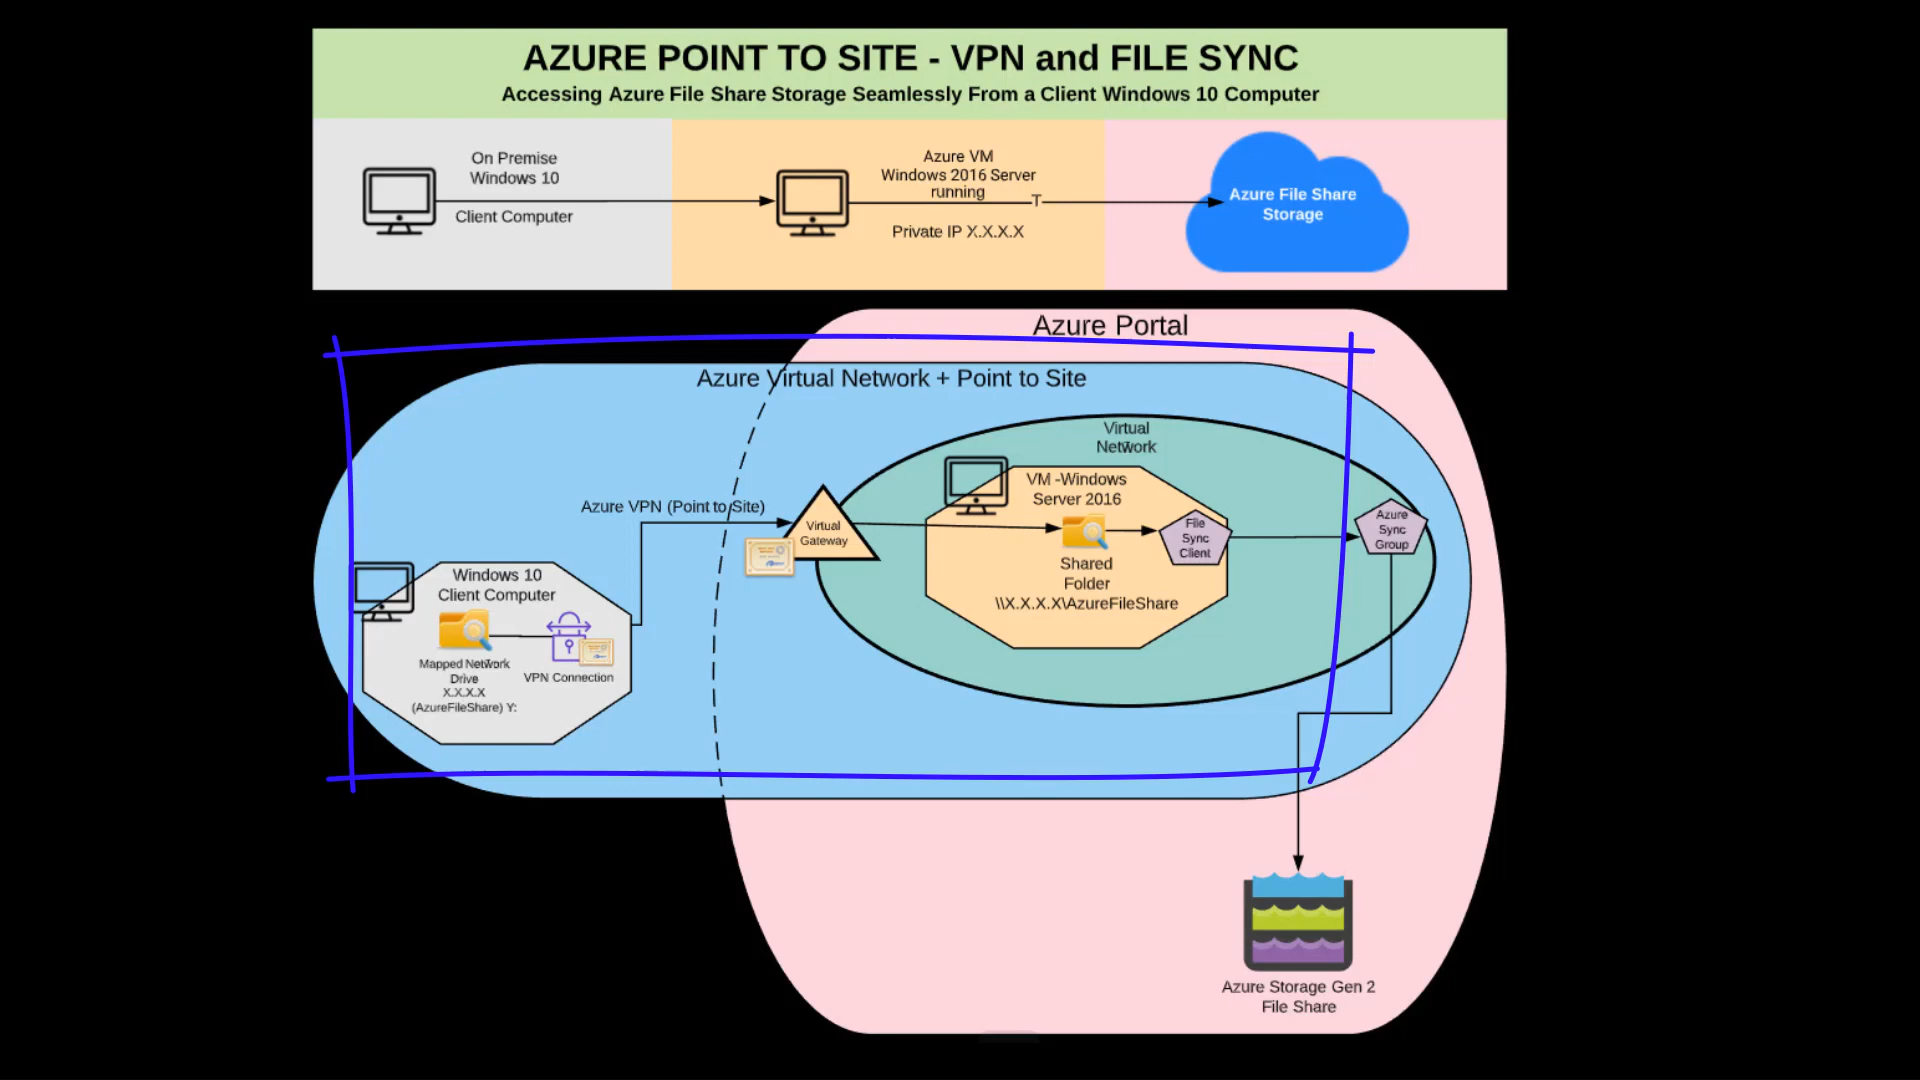 AZURE POINT TO SITE - VPN and FILE SYNC
Accessing Azure File Share Storage Seamlessly From a Client Windows 10 Computer
On Premise
Windows 10
Client Computer
Azure VM
Windows 2016 Server
running
T
Private IP X.X.X.X
Azure File Share
Storage
Azure Portal
Azure Virtual Network + Point to Site
Virtual
Network
VM -Windows
Server 2016
Azure VPN (Point to Site)
Virtual
Gateway
File
Sync
Client
Azure
Sync
Group
Shared
Folder
\\X.X.X.X\AzureFileShare
Windows 10
Client Computer
Mapped Network
Drive
X.X.X.X
(AzureFileShare) Y:
VPN Connection
Azure Storage Gen 2
File Share